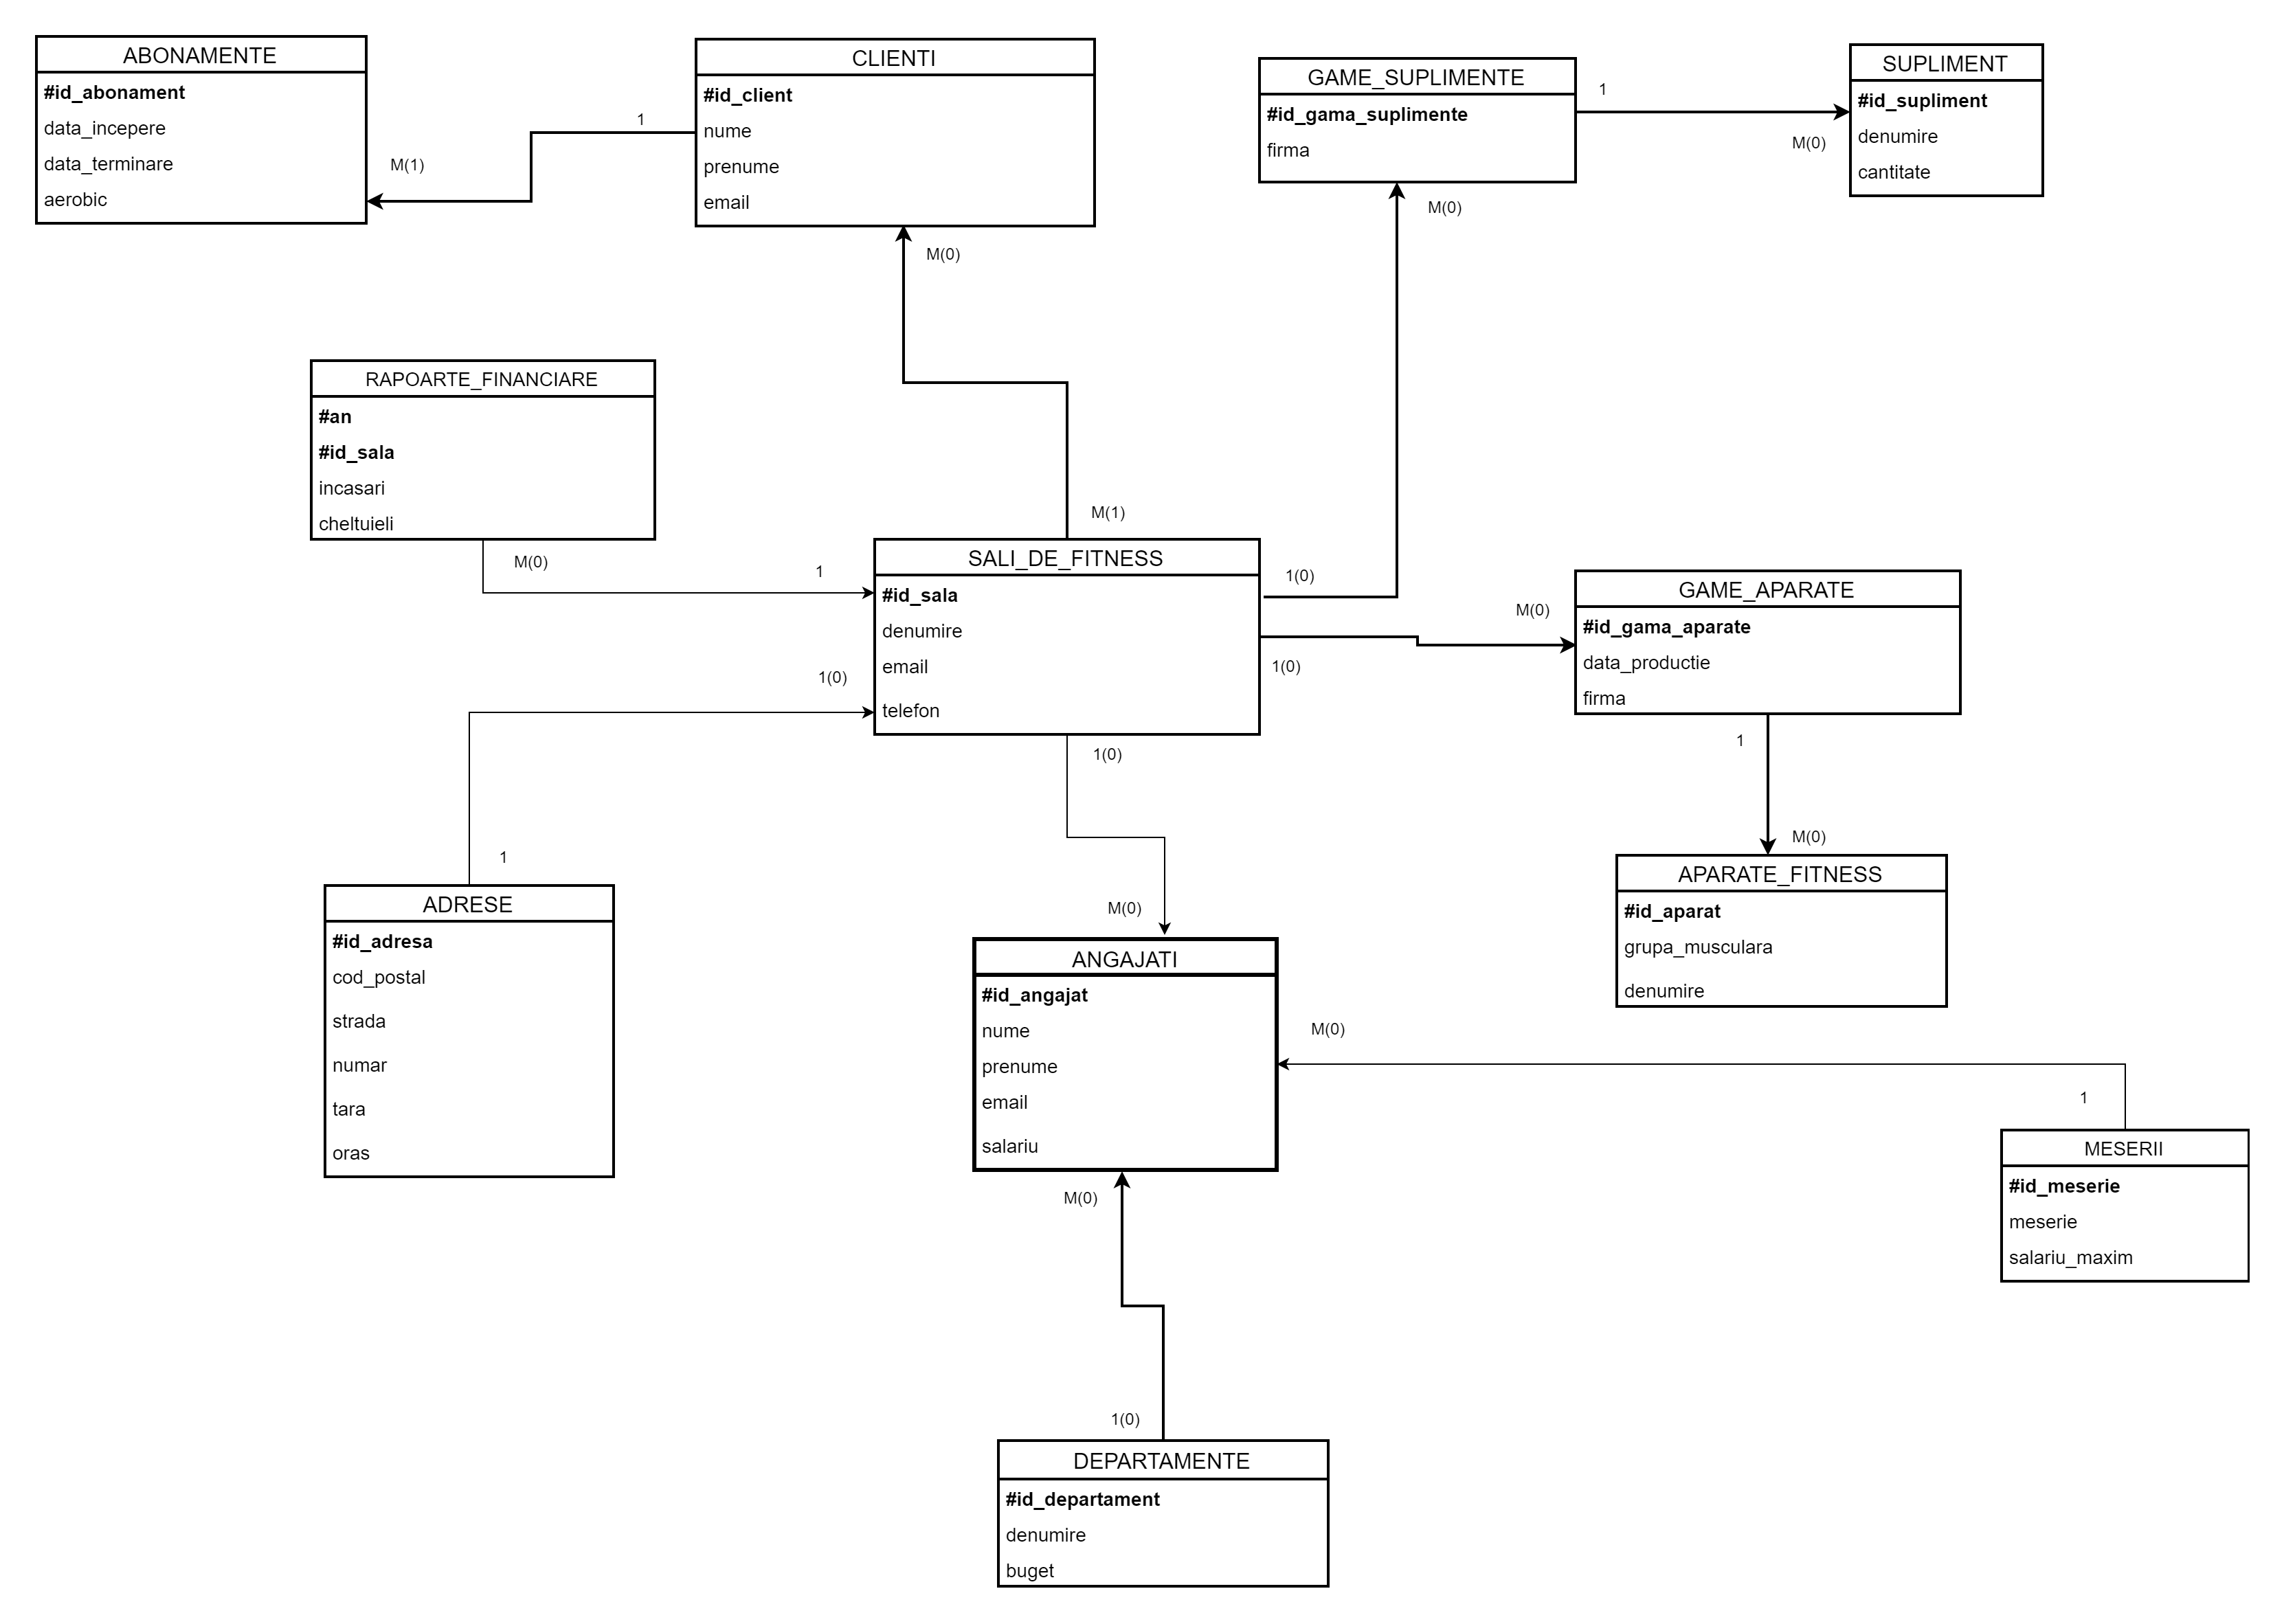 ABONAMENTE
#id_abonament
data_incepere
data_terminare
aerobic
M(1)
1
CLIENTI
#id_client
nume
prenume
email
M(0)
GAME_SUPLIMENTE
#id_gama_suplimente
firma
M(0)
1
M(0)
SUPLIMENT
#id_supliment
denumire
cantitate
RAPOARTE_FINANCIARE
#an
#id_sala
incasari
cheltuieli
M(0)
1
M(1)
SALI_DE_FITNESS
#id_sala
denumire
email
telefon
1(0)
1(0)
1(0)
1(0)
M(0)
GAME_APARATE
#id_gama_aparate
data_productie
firma
1
M(0)
APARATE_FITNESS
#id_aparat
grupa_musculara
denumire
1
ADRESE
#id_adresa
cod_postal
strada
numar
tara
oras
M(0)
ANGAJATI
#id_angajat
nume
prenume
email
salariu
M(0)
M(0)
1
MESERII
#id_meserie
meserie
salariu_maxim
1(0)
DEPARTAMENTE
#id_departament
denumire
buget